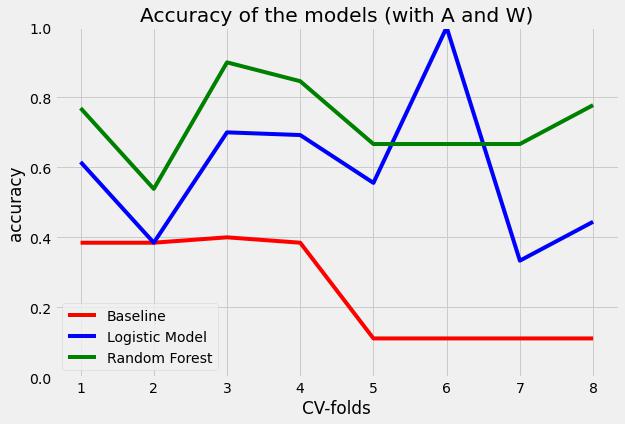 Accuracy of the models (with A and W)
1.0
0.8
0.6
0.4
0.2
0.0
accuracy
Baseline
Logistic Model
Random Forest
1 2 3 4 5 6 7 8
CV-folds